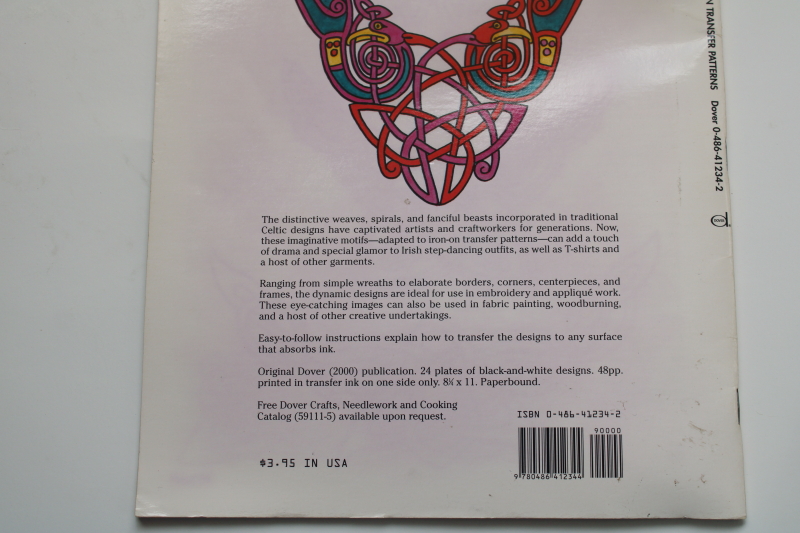 The distinctive weaves, spirals, and fanciful beasts incorporated in traditional
Celtic designs have captivated artists and craftworkers for generations. Now,
these imaginative motifs—adapted to iron-on transfer patterns—can add a touch
of drama and special glamor to Irish step-dancing outfits, as well as T-shirts and
a host of other garments.
Ranging from simple wreaths to elaborate borders, corners, centerpieces, and
frames, the dynamic designs are ideal for use in embroidery and appliqué work.
These eye-catching images can also be used in fabric painting, woodburning,
and a host of other creative undertakings.
Easy-to-follow instructions explain how to transfer the designs to any surface
that absorbs ink.
Original Dover (2000) publication. 24 plates of black-and-white designs. 48pp.
printed in transfer ink on one side only. 8¼ x 11. Paperbound.
Free Dover Crafts, Needlework and Cooking
Catalog (59111-5) available upon request.
$3.95 IN USA
ISBN 0-486-41234-2
90000
9 780486 412344
N TRANSFER PATTERNS Dover 0-486-41234-2
DOVER